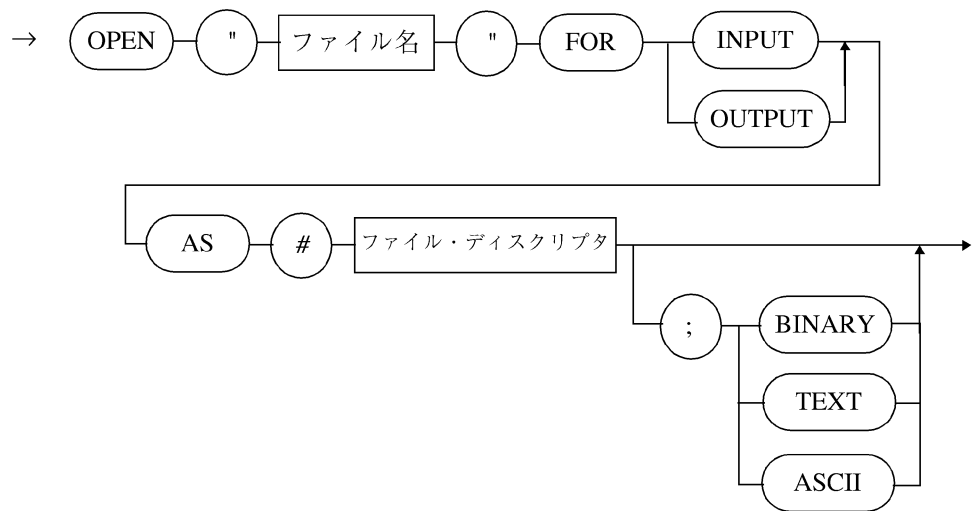 → OPEN " ファイル名 " FOR INPUT
OUTPUT
AS # ファイル・ディスクリプタ
; BINARY
TEXT
ASCII